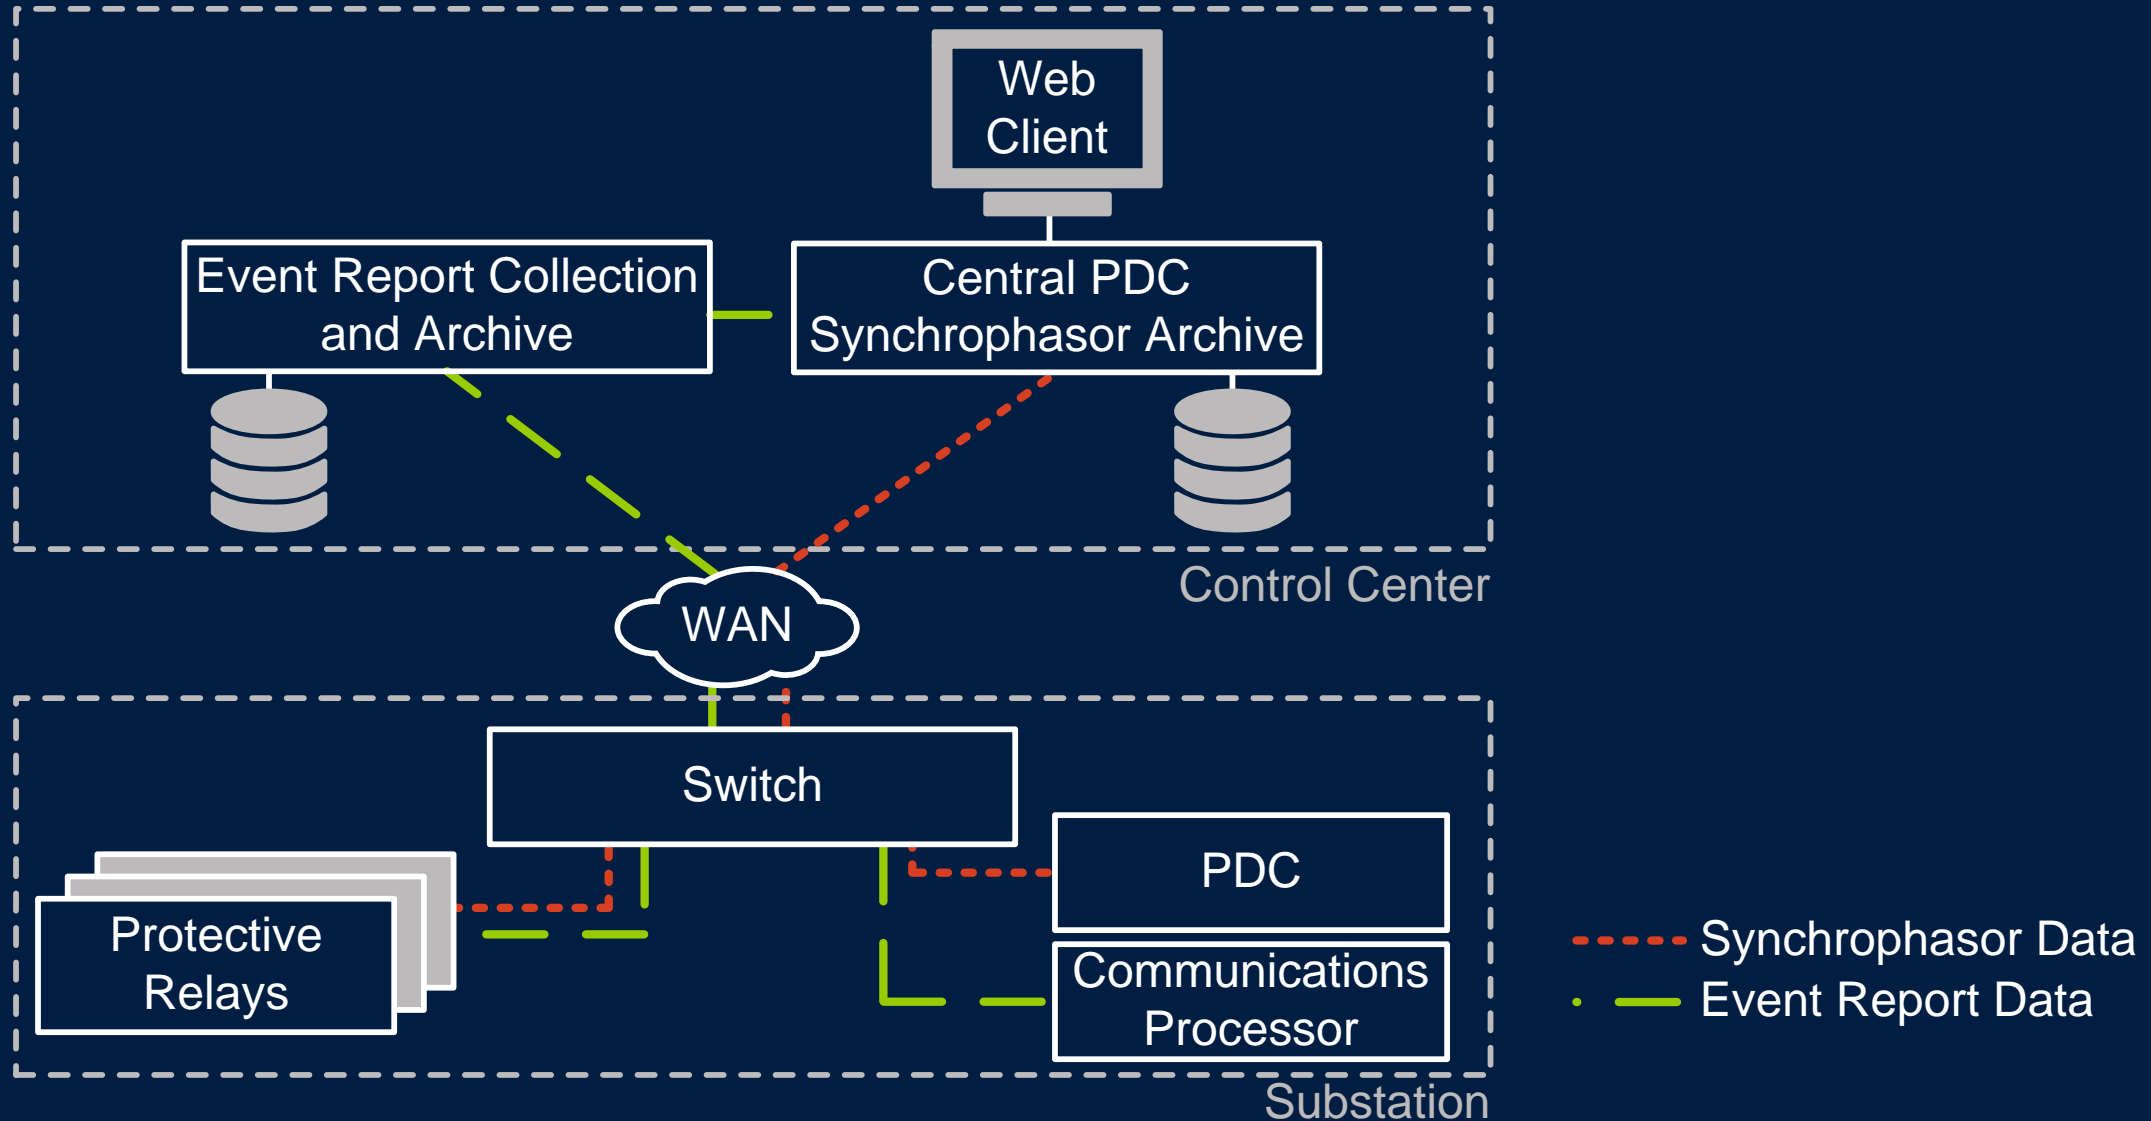 Web
Client
Event Report Collection
and Archive
Central PDC
Synchrophasor Archive
Control Center
WAN
Switch
PDC
Protective
Relays
Communications
Processor
Synchrophasor Data
Event Report Data
Substation